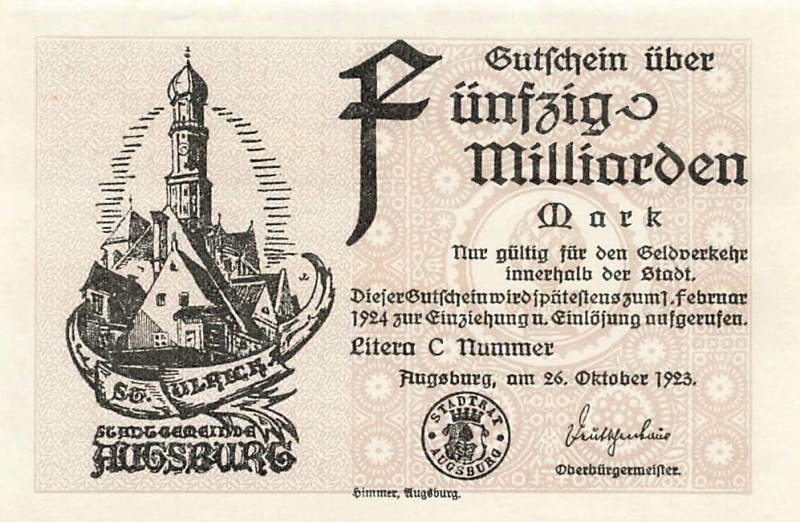 Gutschein über
Fünfzig
Milliarden
Mark
Nur gültig für den Geldverkehr
innerhalb der Stadt.
Dieser Gutschein wird spätestens zum 1. Februar
1924 zur Einziehung u. Einlösung aufgerufen.
Litera C Nummer
Augsburg, am 26. Oktober 1923.
ST. ULRICH
STADTGEMEINDE
AUGSBURG
STADTRAT
AUGSBURG
Deutschenbaur
Oberbürgermeister.
Himmer, Augsburg.